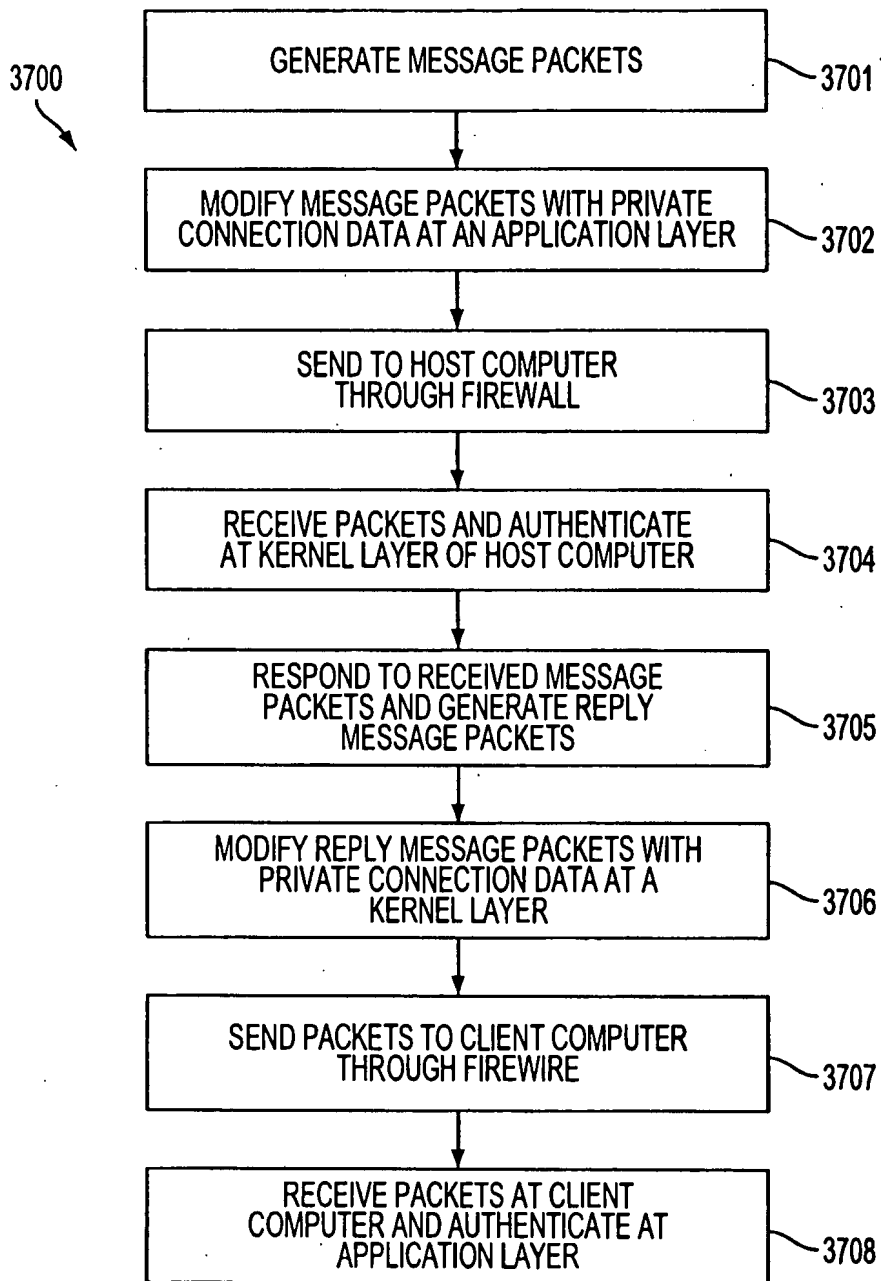 3700
GENERATE MESSAGE PACKETS
3701
MODIFY MESSAGE PACKETS WITH PRIVATE
CONNECTION DATA AT AN APPLICATION LAYER
3702
SEND TO HOST COMPUTER
THROUGH FIREWALL
3703
RECEIVE PACKETS AND AUTHENTICATE
AT KERNEL LAYER OF HOST COMPUTER
3704
RESPOND TO RECEIVED MESSAGE
PACKETS AND GENERATE REPLY
MESSAGE PACKETS
3705
MODIFY REPLY MESSAGE PACKETS WITH
PRIVATE CONNECTION DATA AT A
KERNEL LAYER
3706
SEND PACKETS TO CLIENT COMPUTER
THROUGH FIREWIRE
3707
RECEIVE PACKETS AT CLIENT
COMPUTER AND AUTHENTICATE AT
APPLICATION LAYER
3708